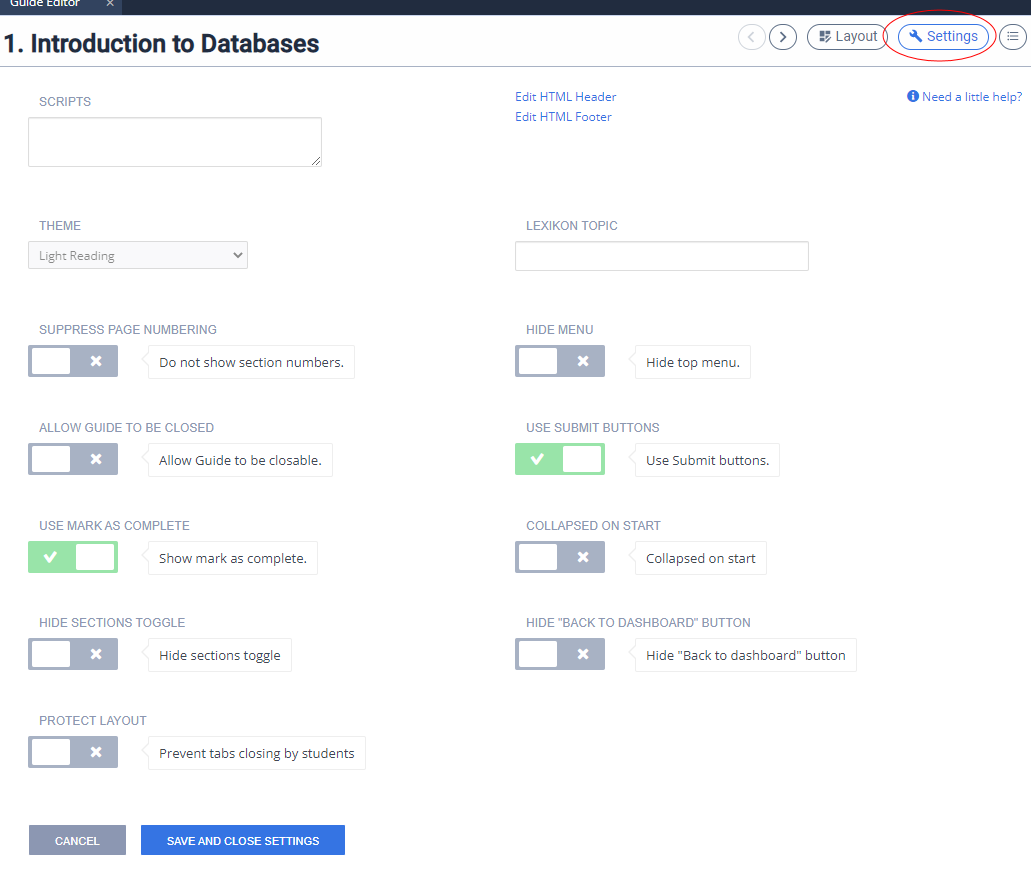 Guide Editor ×
1. Introduction to Databases
Layout
Settings
SCRIPTS
Edit HTML Header
Edit HTML Footer
Need a little help?
THEME
Light Reading
LEXIKON TOPIC
SUPPRESS PAGE NUMBERING
Do not show section numbers.
HIDE MENU
Hide top menu.
ALLOW GUIDE TO BE CLOSED
Allow Guide to be closable.
USE SUBMIT BUTTONS
Use Submit buttons.
USE MARK AS COMPLETE
Show mark as complete.
COLLAPSED ON START
Collapsed on start
HIDE SECTIONS TOGGLE
Hide sections toggle
HIDE "BACK TO DASHBOARD" BUTTON
Hide "Back to dashboard" button
PROTECT LAYOUT
Prevent tabs closing by students
CANCEL
SAVE AND CLOSE SETTINGS